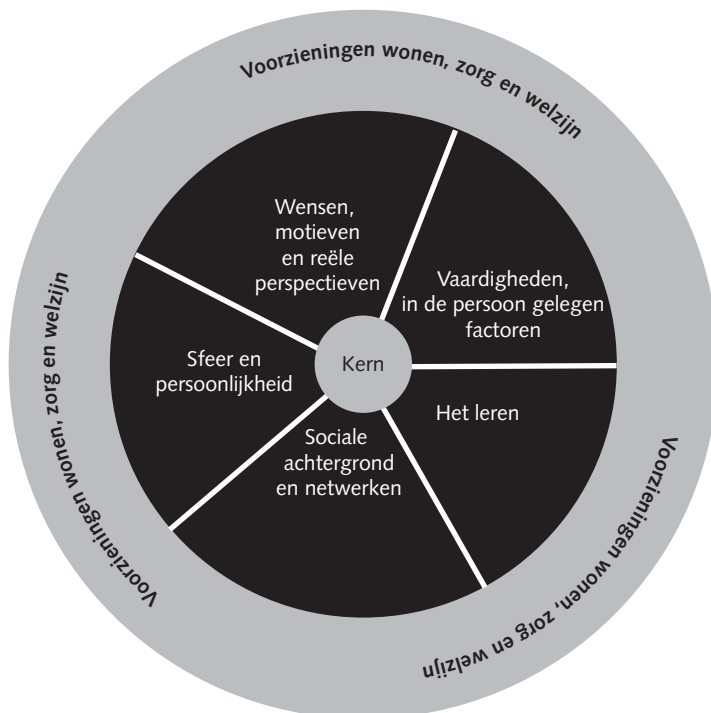 Voorzieningen wonen, zorg en welzijn
Wensen,
motieven
en reële
perspectieven
Vaardigheden,
in de persoon gelegen
factoren
Sfeer en
persoonlijkheid
Kern
Het leren
Sociale
achtergrond
en netwerken
Voorzieningen wonen, zorg en welzijn
Voorzieningen wonen, zorg en welzijn